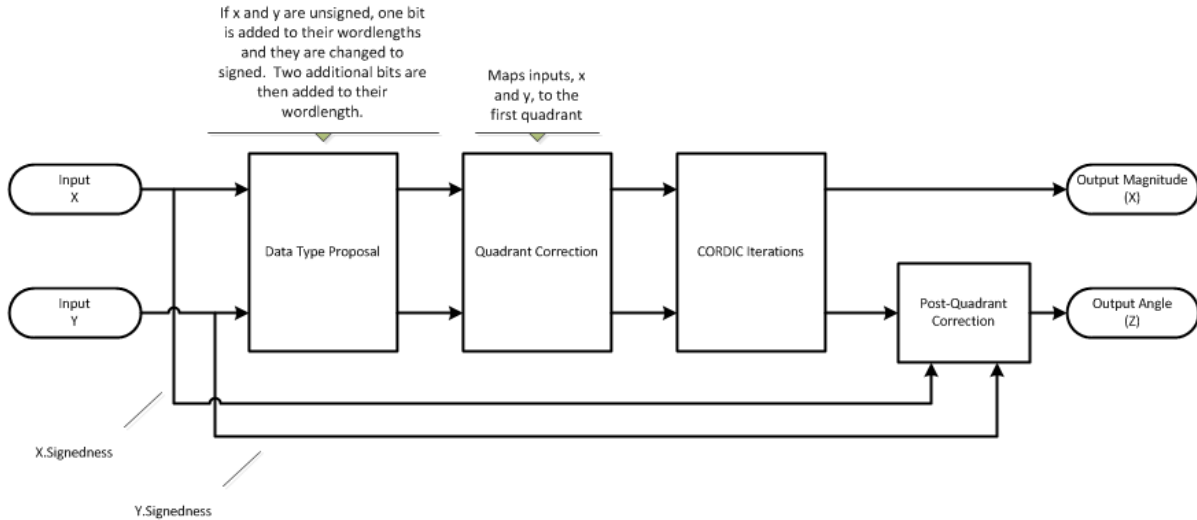 If x and y are unsigned, one bit
is added to their wordlengths
and they are changed to
signed. Two additional bits are
then added to their
wordlength.
Maps inputs, x
and y, to the
first quadrant
Input
X
Data Type Proposal
Quadrant Correction
CORDIC Iterations
Output Magnitude
(X)
Input
Y
Post-Quadrant
Correction
Output Angle
(Z)
X.Signedness
Y.Signedness